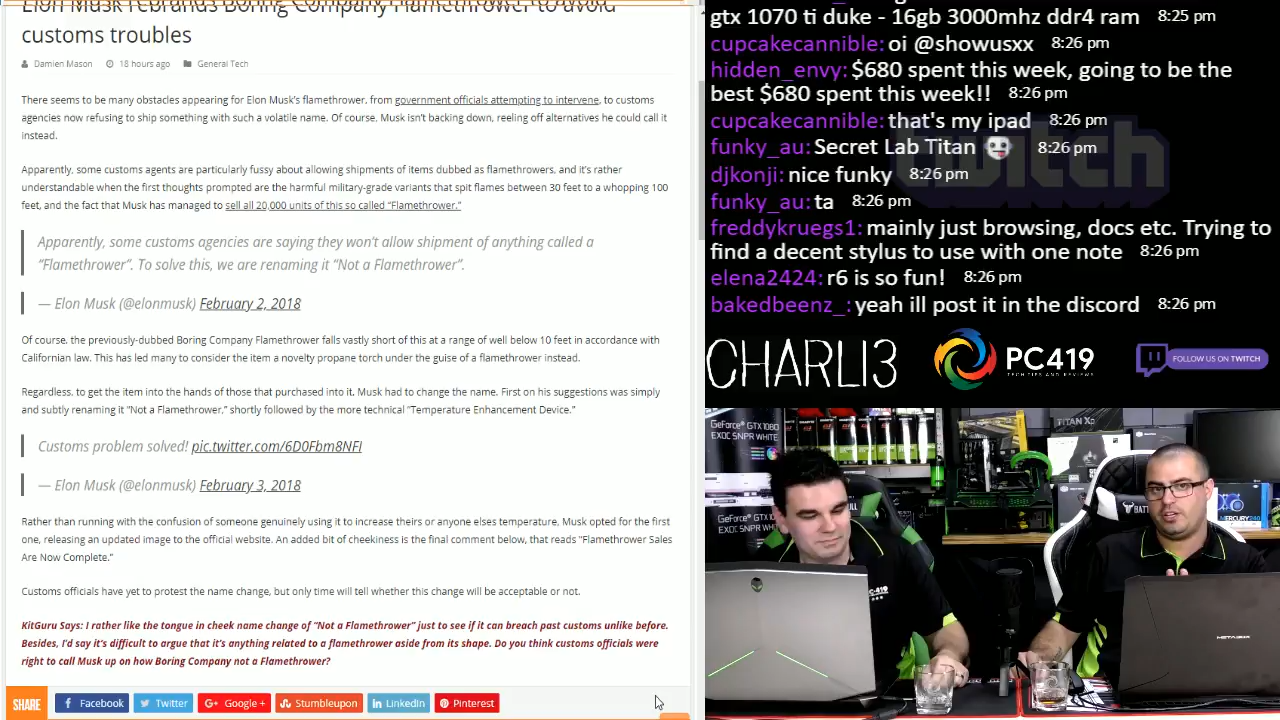 Elon Musk rebrands Boring Company Flamethrower to avoid
customs troubles
Damien Mason 18 hours ago General Tech
There seems to be many obstacles appearing for Elon Musk's flamethrower, from government officials attempting to intervene, to customs
agencies now refusing to ship something with such a volatile name. Of course, Musk isn't backing down, reeling off alternatives he could call it
instead.
Apparently, some customs agents are particularly fussy about allowing shipments of items dubbed as flamethrowers, and it's rather
understandable when the first thoughts prompted are the harmful military-grade variants that spit flames between 30 feet to a whopping 100
feet, and the fact that Musk has managed to sell all 20,000 units of this so called "Flamethrower."
Apparently, some customs agencies are saying they won't allow shipment of anything called a
"Flamethrower". To solve this, we are renaming it "Not a Flamethrower".
— Elon Musk (@elonmusk) February 2, 2018
Of course, the previously-dubbed Boring Company Flamethrower falls vastly short of this at a range of well below 10 feet in accordance with
Californian law. This has led many to consider the item a novelty propane torch under the guise of a flamethrower instead.
Regardless, to get the item into the hands of those that purchased into it, Musk had to change the name. First on his suggestions was simply
and subtly renaming it "Not a Flamethrower," shortly followed by the more technical "Temperature Enhancement Device."
Customs problem solved! pic.twitter.com/6D0Fbm8NFI
— Elon Musk (@elonmusk) February 3, 2018
Rather than running with the confusion of someone genuinely using it to increase theirs or anyone elses temperature, Musk opted for the first
one, releasing an updated image to the official website. An added bit of cheekiness is the final comment below, that reads "Flamethrower Sales
Are Now Complete."
Customs officials have yet to protest the name change, but only time will tell whether this change will be acceptable or not.
KitGuru Says: I rather like the tongue in cheek name change of "Not a Flamethrower" just to see if it can breach past customs unlike before.
Besides, I'd say it's difficult to argue that it's anything related to a flamethrower aside from its shape. Do you think customs officials were
right to call Musk up on how Boring Company not a Flamethrower?
SHARE Facebook Twitter Google + Stumbleupon LinkedIn Pinterest
gtx 1070 ti duke - 16gb 3000mhz ddr4 ram 8:25 pm
cupcakecannible: oi @showusxx 8:26 pm
hidden_envy: $680 spent this week, going to be the
best $680 spent this week!! 8:26 pm
cupcakecannible: that's my ipad 8:26 pm
funky_au: Secret Lab Titan 8:26 pm
djkonji: nice funky 8:26 pm
funky_au: ta 8:26 pm
freddykruegs1: mainly just browsing, docs etc. Trying to
find a decent stylus to use with one note 8:26 pm
elena2424: r6 is so fun! 8:26 pm
bakedbeenz_: yeah ill post it in the discord 8:26 pm
twitch
CHARLI3 PC419 FOLLOW US ON TWITCH
TECH TIPS AND REVIEWS
GeForce® GTX 1080
EXOC SNPR WHITE
TITAN Xp
GeForce® GTX
EXOC SNPR
PC419
METABOX